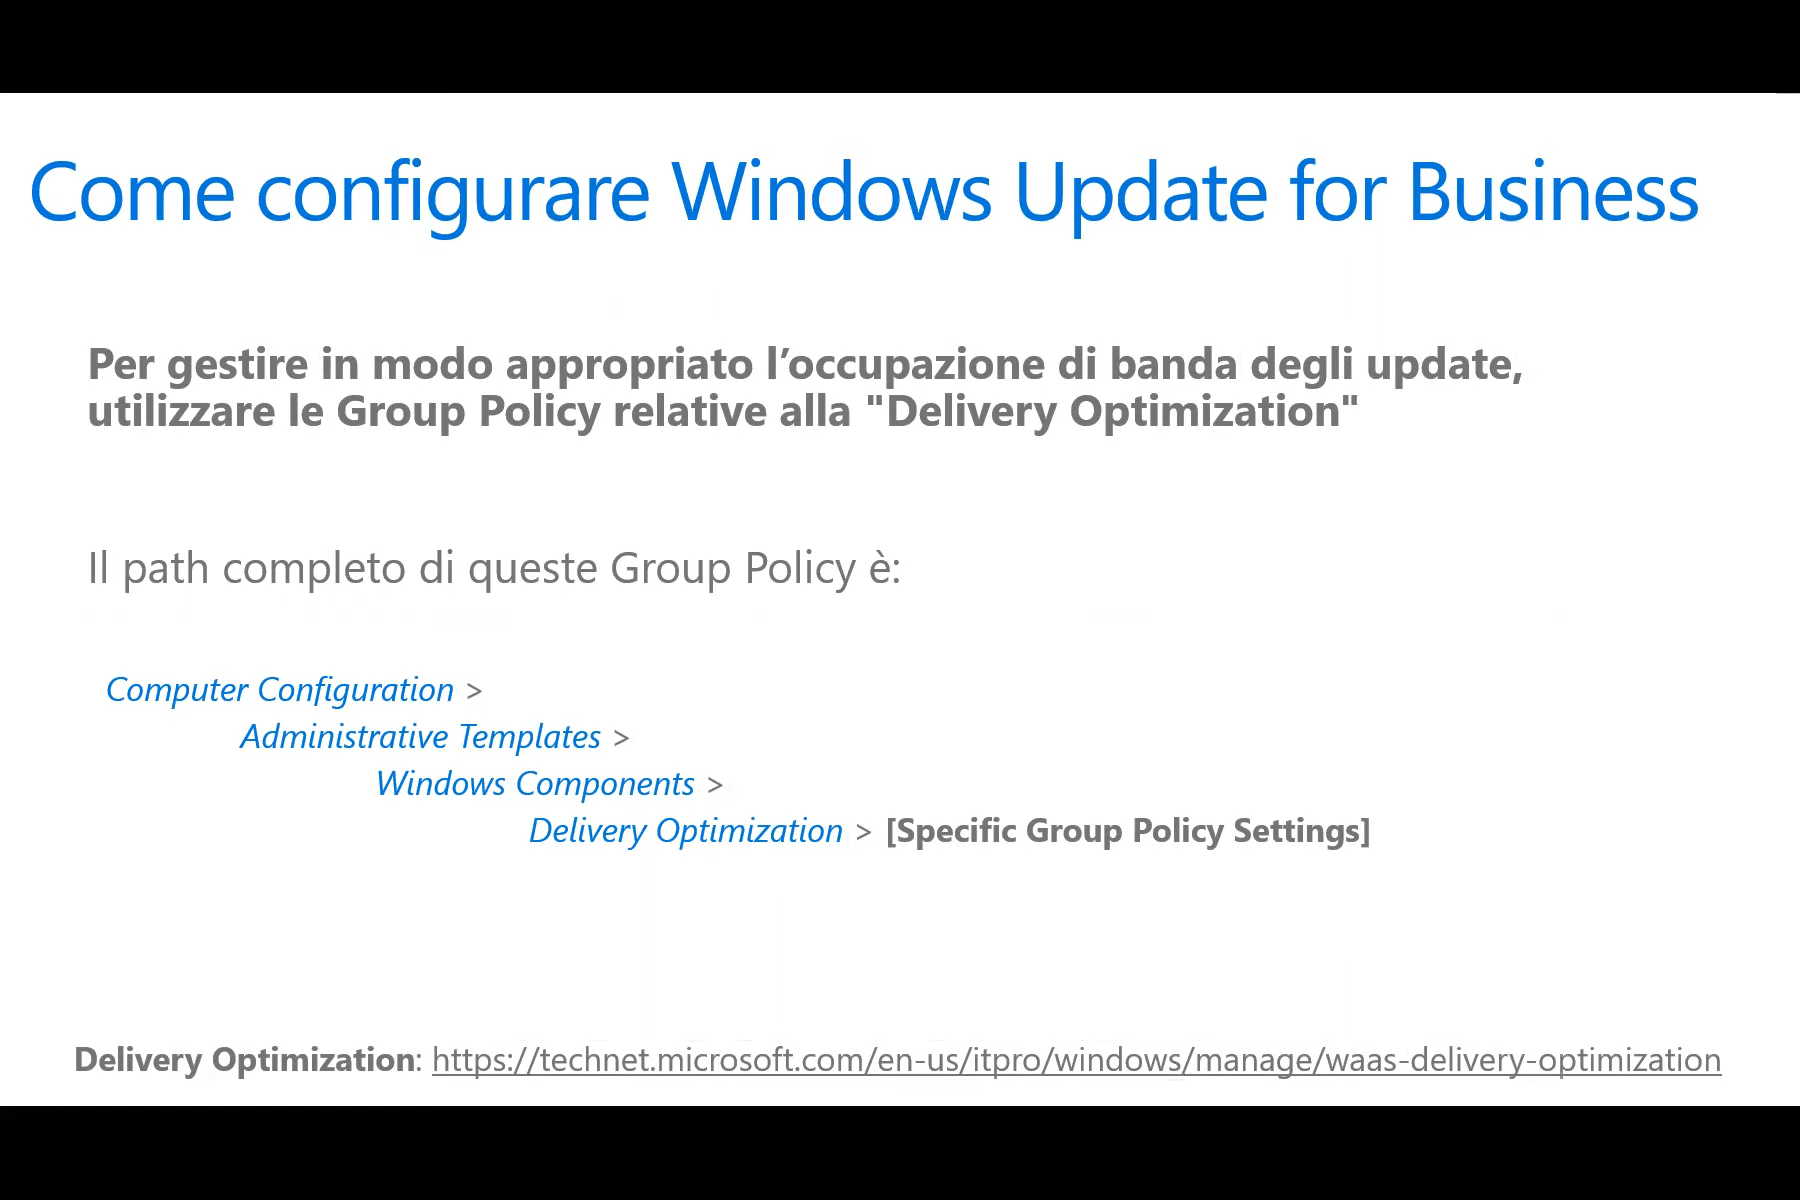 Come configurare Windows Update for Business
Per gestire in modo appropriato l’occupazione di banda degli update,
utilizzare le Group Policy relative alla "Delivery Optimization"
Il path completo di queste Group Policy è:
Computer Configuration >
Administrative Templates >
Windows Components >
Delivery Optimization > [Specific Group Policy Settings]
Delivery Optimization: https://technet.microsoft.com/en-us/itpro/windows/manage/waas-delivery-optimization